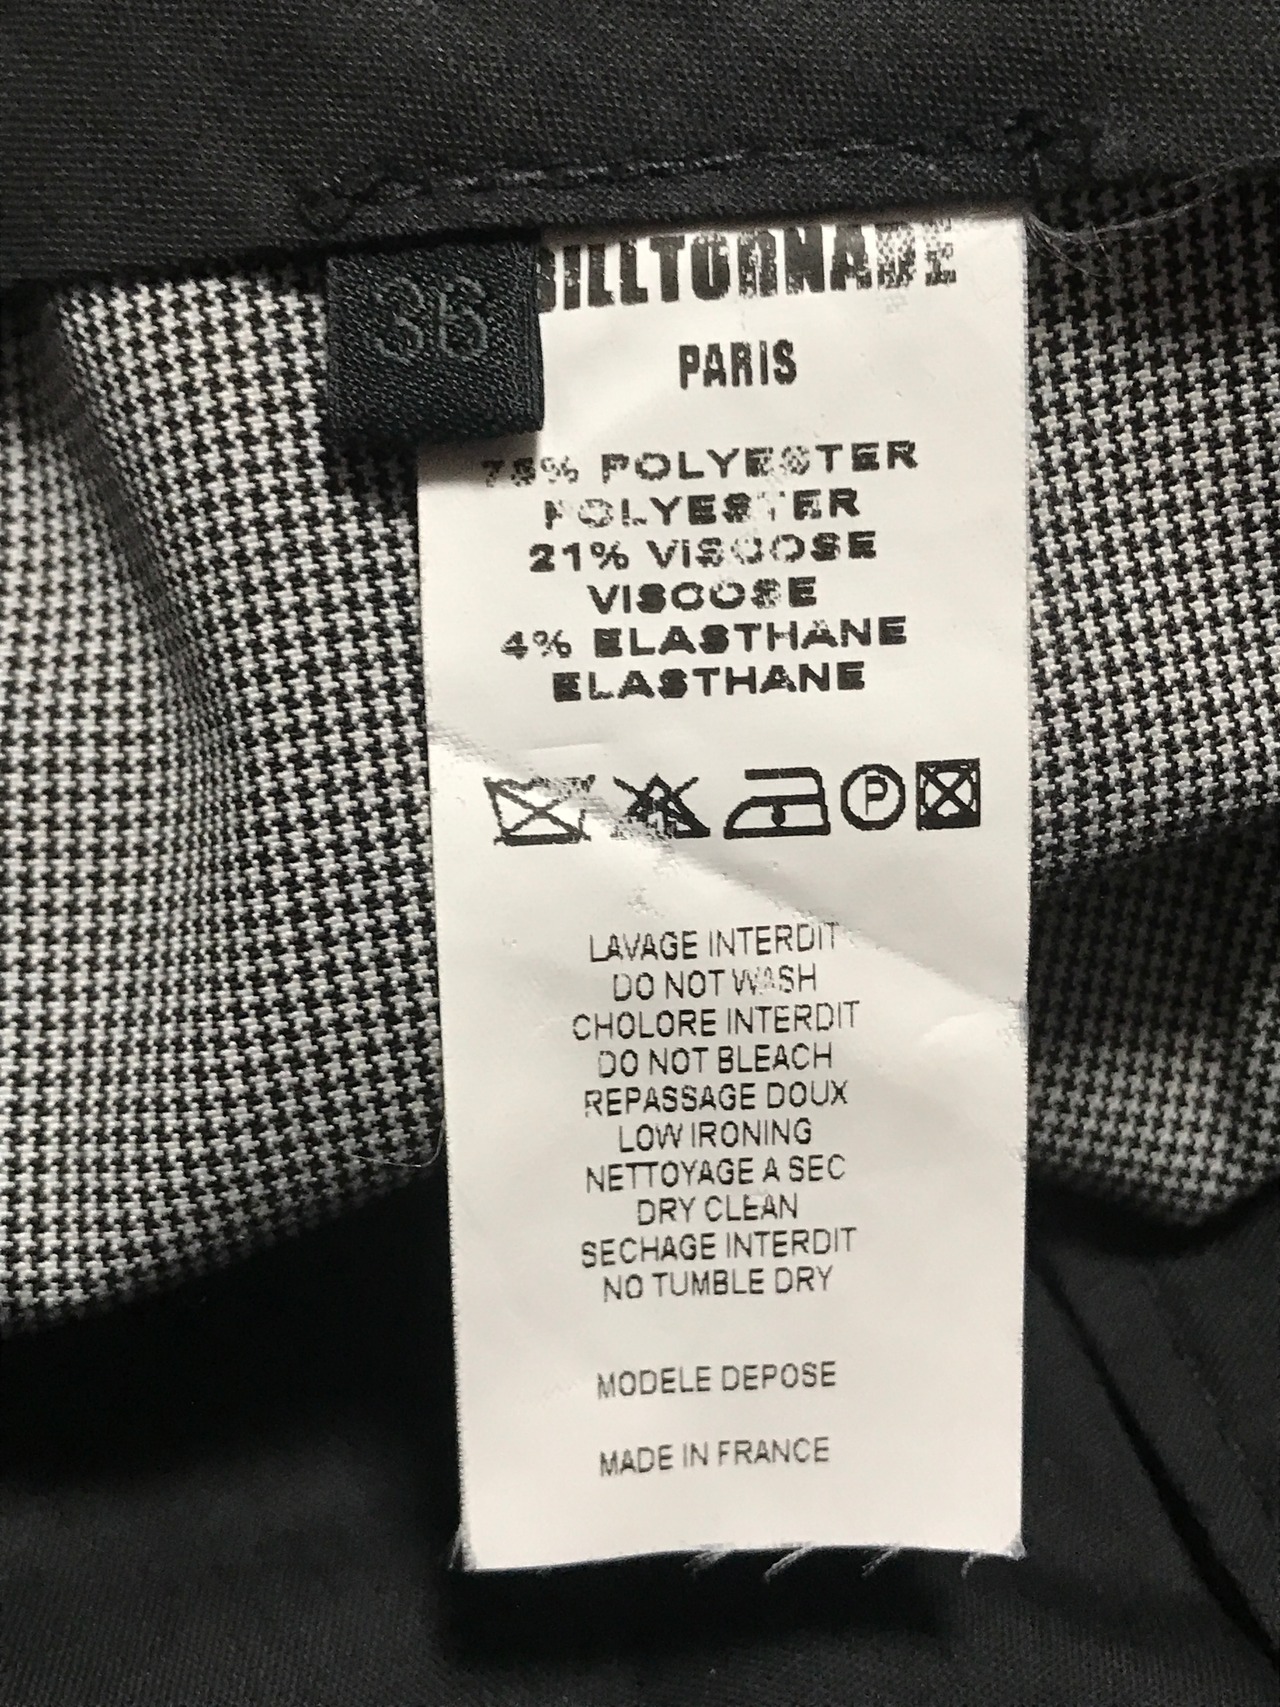 36
BILLTORNADE
PARIS
75% POLYESTER
POLYESTER
21% VISCOSE
VISCOSE
4% ELASTHANE
ELASTHANE
P
LAVAGE INTERDIT
DO NOT WASH
CHOLORE INTERDIT
DO NOT BLEACH
REPASSAGE DOUX
LOW IRONING
NETTOYAGE A SEC
DRY CLEAN
SECHAGE INTERDIT
NO TUMBLE DRY
MODELE DEPOSE
MADE IN FRANCE